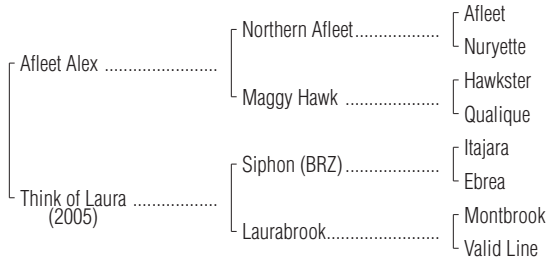 Afleet
Northern Afleet
Nuryette
Afleet Alex
Hawkster
Maggy Hawk
Qualique
Itajara
Siphon (BRZ)
Ebrea
Think of Laura
(2005)
Montbrook
Laurabrook
Valid Line